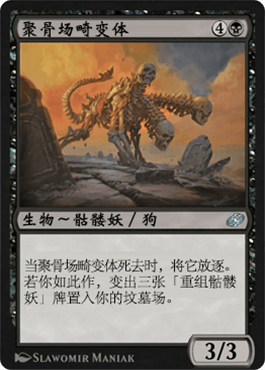 聚骨场畸变体 4
生物～骷髅妖／狗
当聚骨场畸变体死去时，将它放逐。
若你如此作，变出三张「重组骷髅
妖」牌置入你的坟墓场。
SLAWOMIR MANIAK
3/3